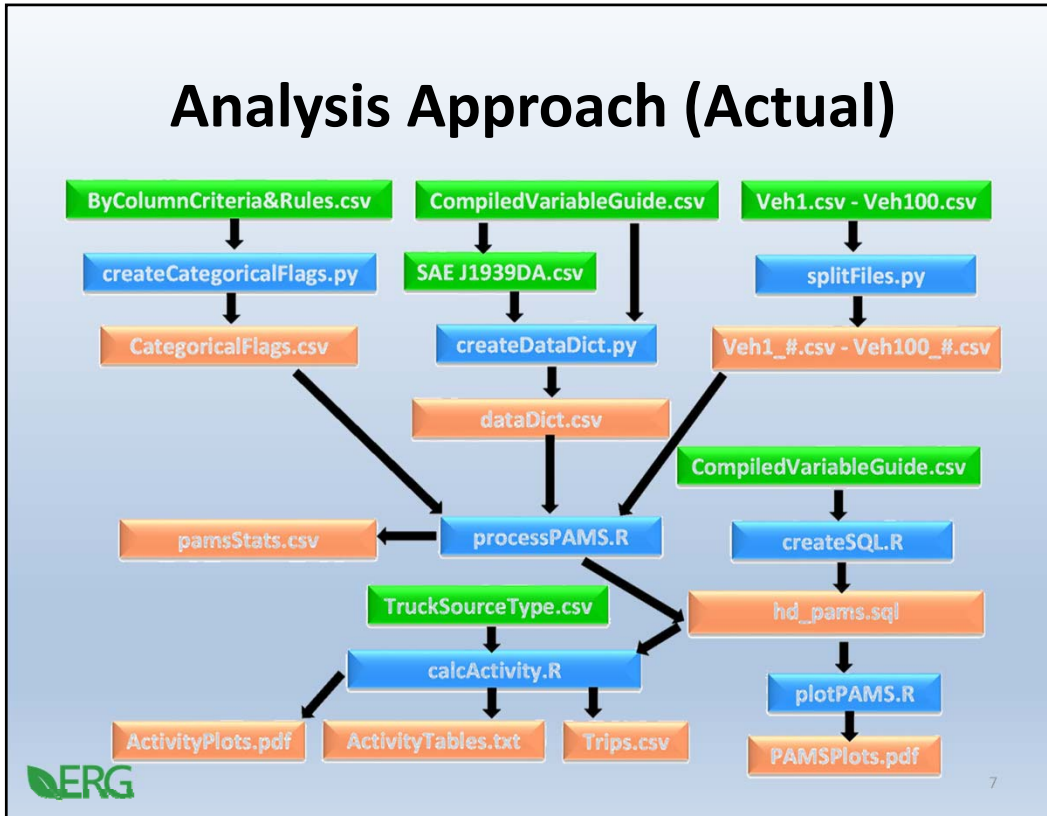 Analysis Approach (Actual)
ByColumnCriteria&Rules.csv
CompiledVariableGuide.csv
Veh1.csv - Veh100.csv
createCategoricalFlags.py
SAE J1939DA.csv
splitFiles.py
CategoricalFlags.csv
createDataDict.py
Veh1_#.csv - Veh100_#.csv
dataDict.csv
CompiledVariableGuide.csv
pamsStats.csv
processPAMS.R
createSQL.R
TruckSourceType.csv
hd_pams.sql
calcActivity.R
plotPAMS.R
ActivityPlots.pdf
ActivityTables.txt
Trips.csv
PAMSPlots.pdf
ERG
7